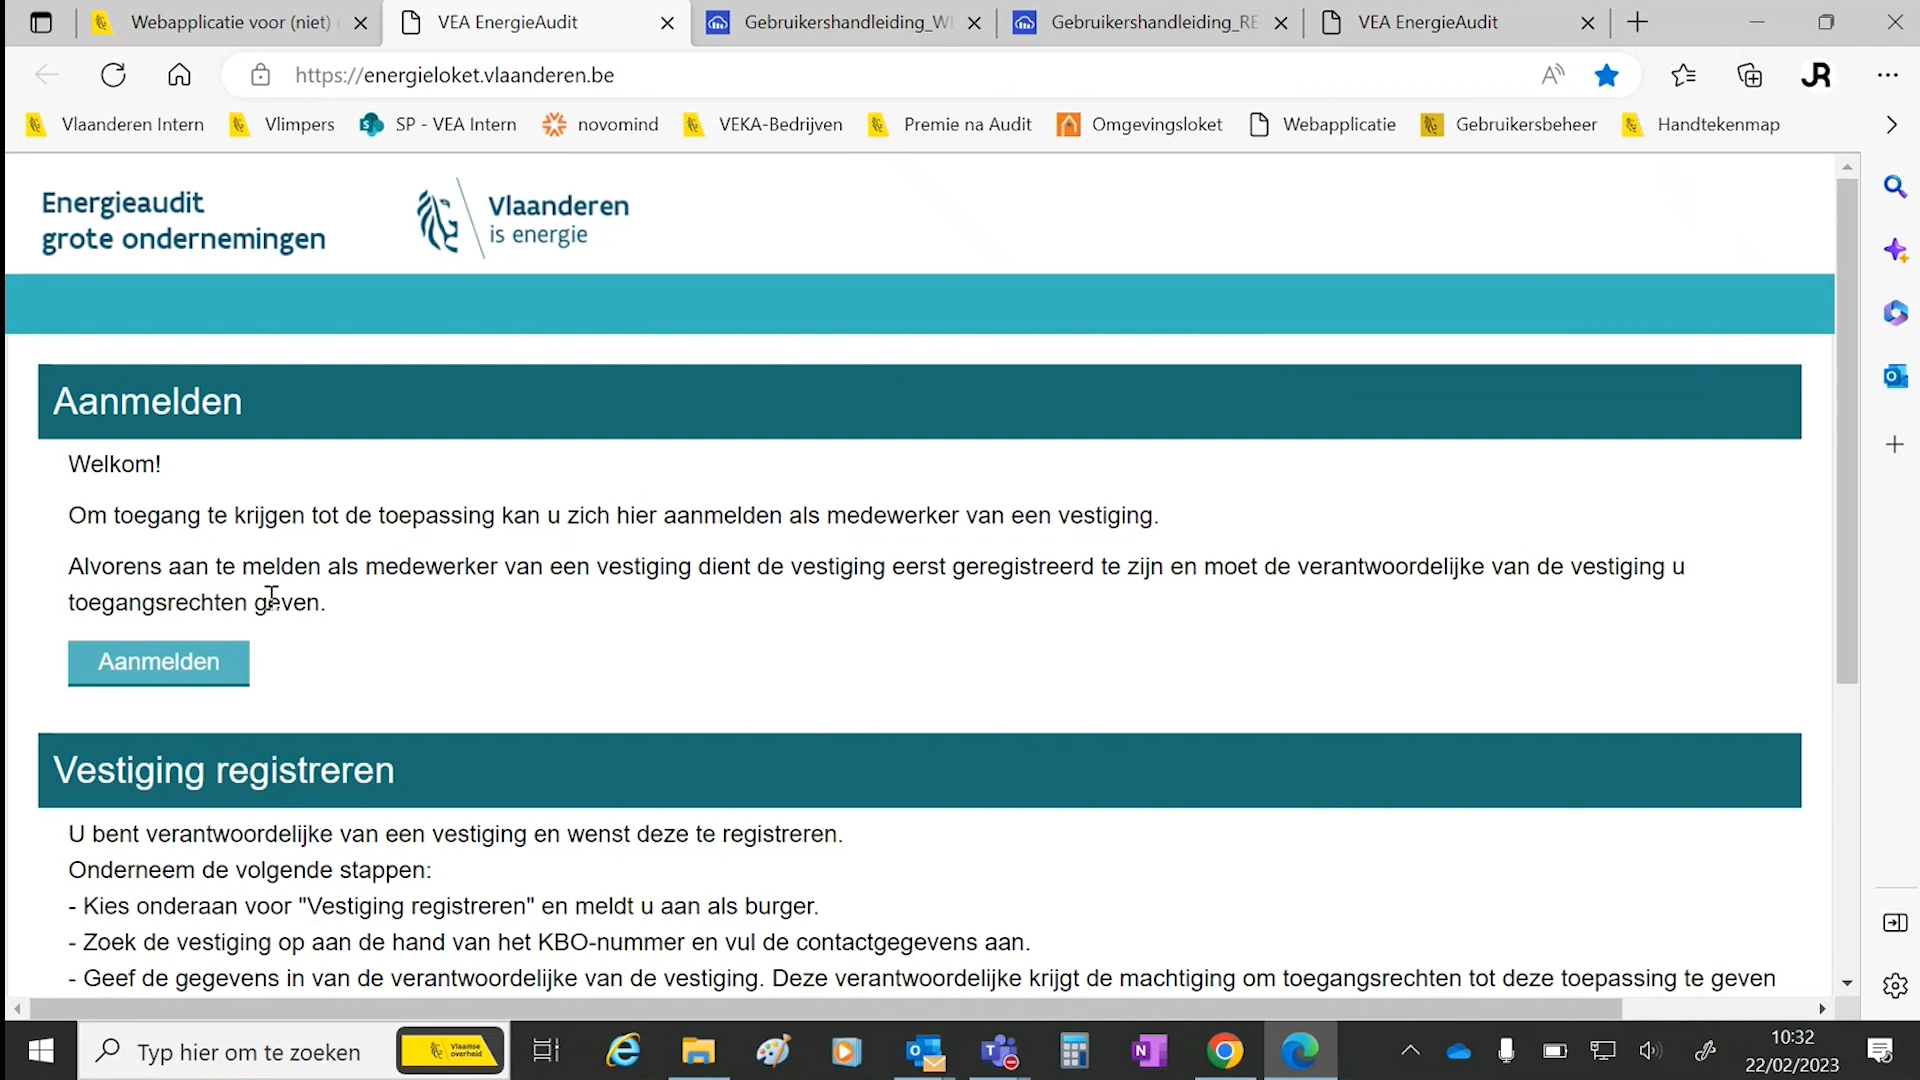 Webapplicatie voor (niet)
VEA EnergieAudit
Gebruikershandleiding_W
Gebruikershandleiding_RE
VEA EnergieAudit
https://energieloket.vlaanderen.be
JR
Vlaanderen Intern
Vlimpers
SP - VEA Intern
novomind
VEKA-Bedrijven
Premie na Audit
Omgevingsloket
Webapplicatie
Gebruikersbeheer
Handtekenmap
Energieaudit
grote ondernemingen
Vlaanderen
is energie
Aanmelden
Welkom!
Om toegang te krijgen tot de toepassing kan u zich hier aanmelden als medewerker van een vestiging.
Alvorens aan te melden als medewerker van een vestiging dient de vestiging eerst geregistreerd te zijn en moet de verantwoordelijke van de vestiging u
toegangsrechten geven.
Aanmelden
Vestiging registreren
U bent verantwoordelijke van een vestiging en wenst deze te registreren.
Onderneem de volgende stappen:
- Kies onderaan voor "Vestiging registreren" en meldt u aan als burger.
- Zoek de vestiging op aan de hand van het KBO-nummer en vul de contactgegevens aan.
- Geef de gegevens in van de verantwoordelijke van de vestiging. Deze verantwoordelijke krijgt de machtiging om toegangsrechten tot deze toepassing te geven
Typ hier om te zoeken
Vlaamse
overheid
10:32
22/02/2023